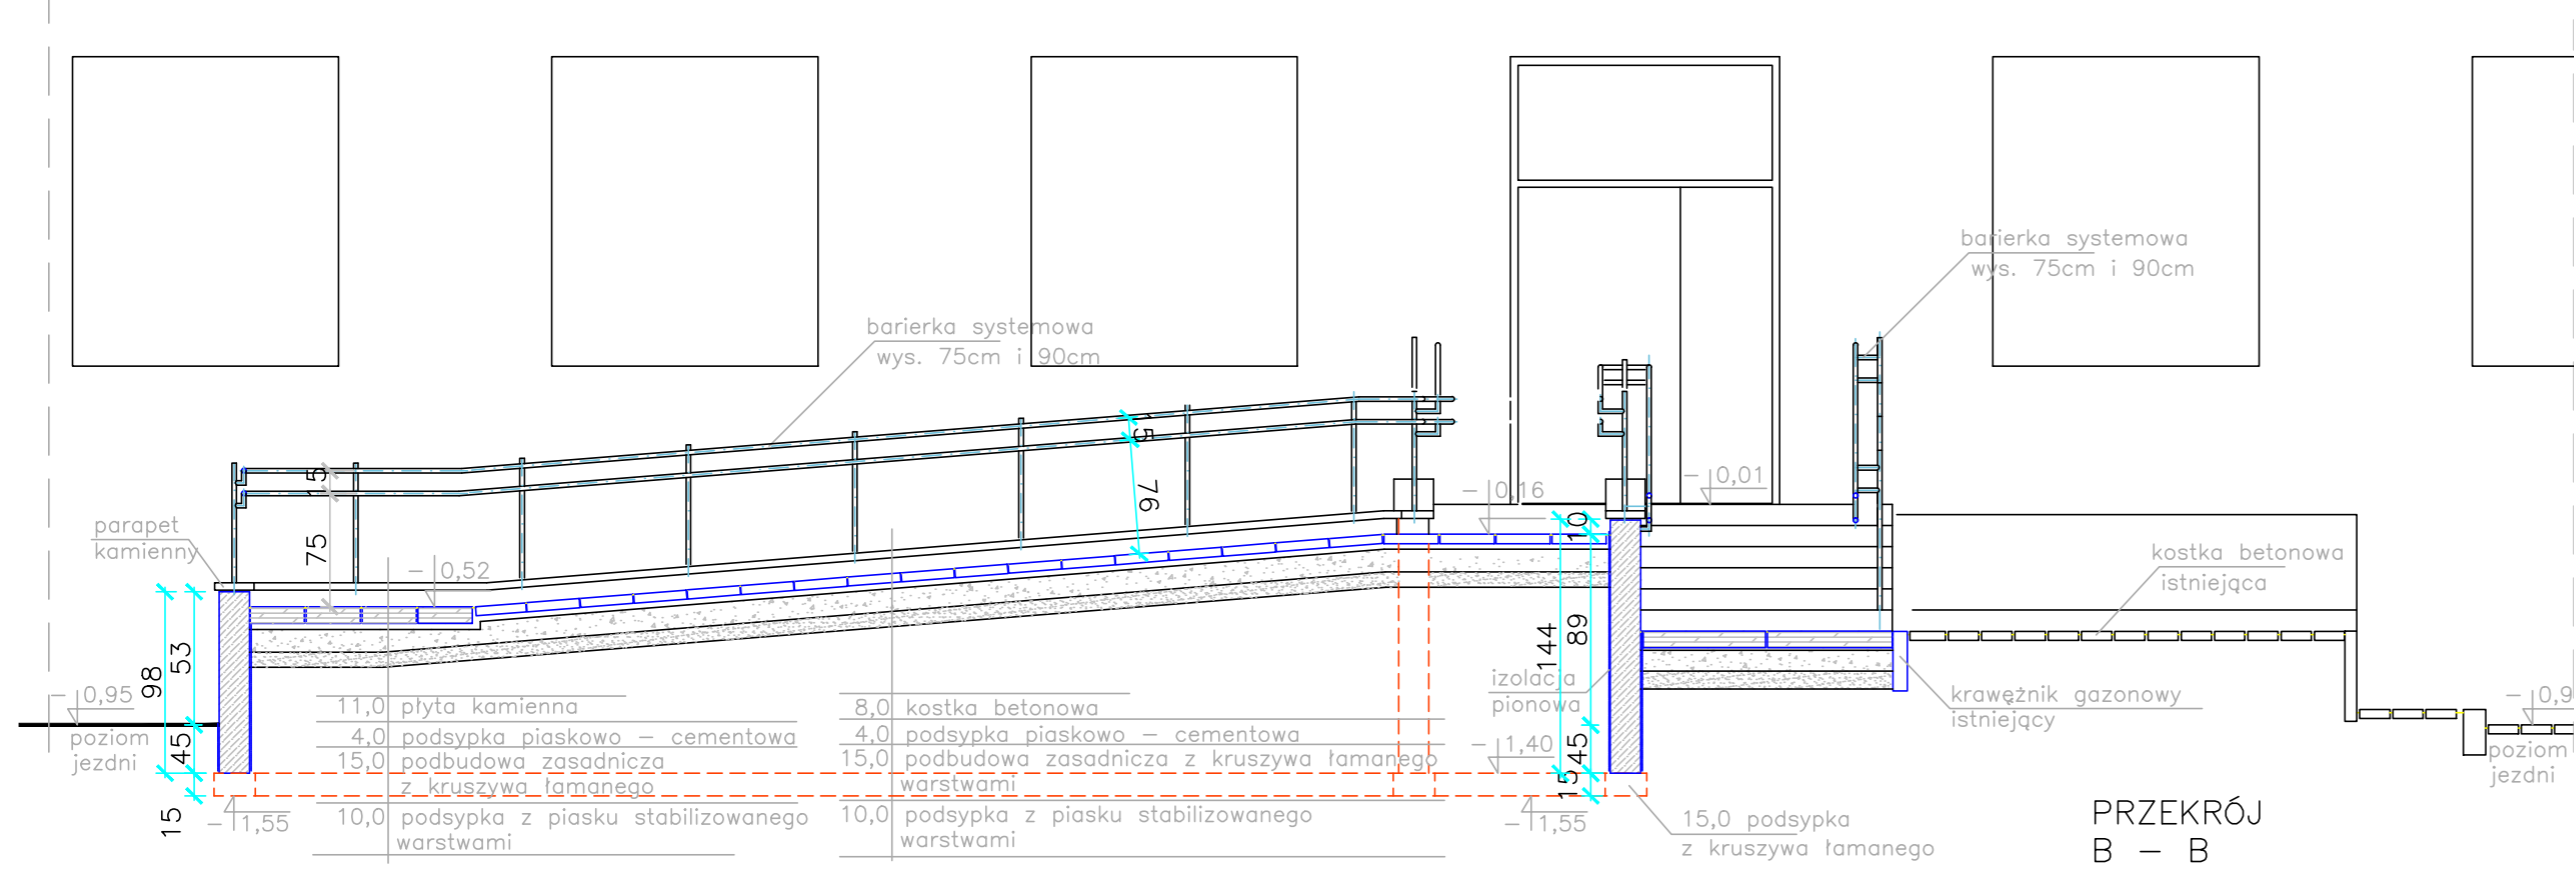 barierka systemowa
wys. 75cm i 90cm
barierka systemowa
wys. 75cm i 90cm
15
75
15
76
parapet
kamienny
- 0,52
- 0,16
- 0,01
kostka betonowa
istniejąca
98
53
45
15
- 0,95
poziom
jezdni
- 1,55
11,0 płyta kamienna
4,0 podsypka piaskowo - cementowa
15,0 podbudowa zasadnicza
z kruszywa łamanego
10,0 podsypka z piasku stabilizowanego
warstwami
8,0 kostka betonowa
4,0 podsypka piaskowo - cementowa
15,0 podbudowa zasadnicza z kruszywa łamanego
warstwami
10,0 podsypka z piasku stabilizowanego
warstwami
10
144
89
45
15
izolacja
pionowa
- 1,40
- 1,55
15,0 podsypka
z kruszywa łamanego
krawężnik gazonowy
istniejący
- 0,9
poziom
jezdni
PRZEKRÓJ
B - B